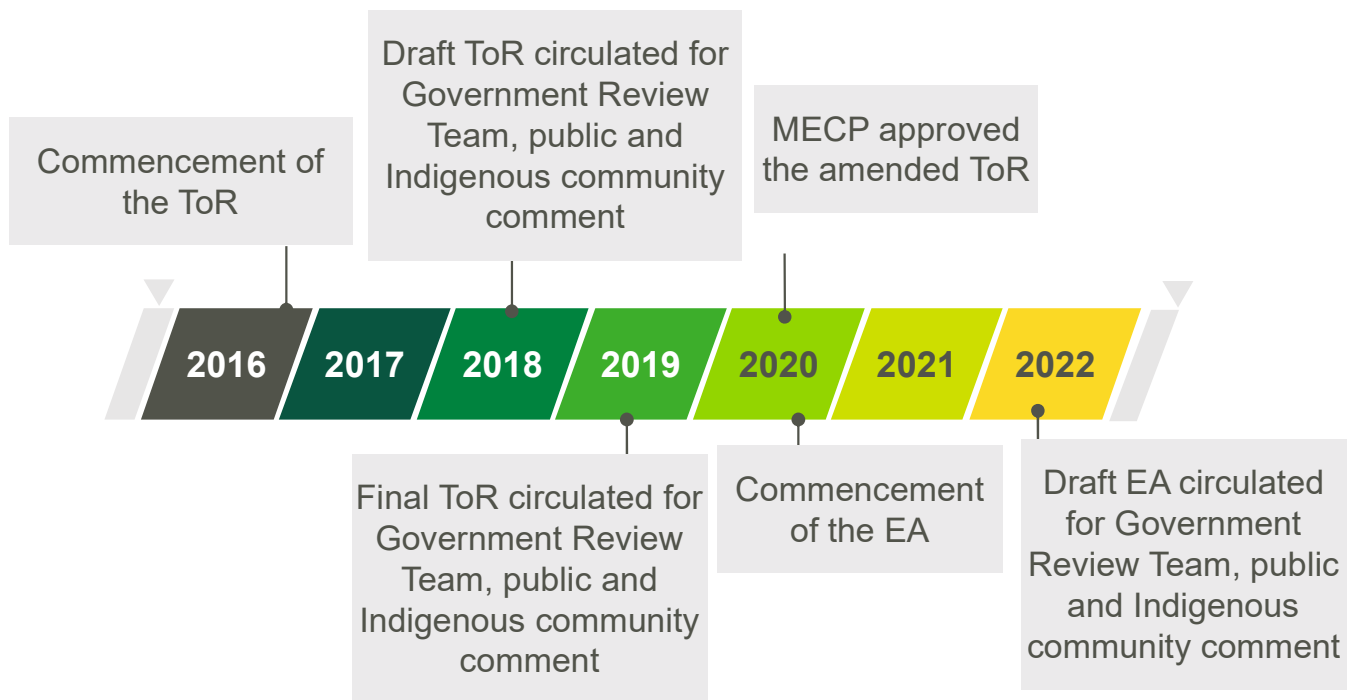 Commencement of
the ToR
Draft ToR circulated for
Government Review
Team, public and
Indigenous community
comment
MECP approved
the amended ToR
2016
2017
2018
2019
2020
2021
2022
Final ToR circulated for
Government Review
Team, public and
Indigenous community
comment
Commencement
of the EA
Draft EA circulated
for Government
Review Team, public
and Indigenous
community comment